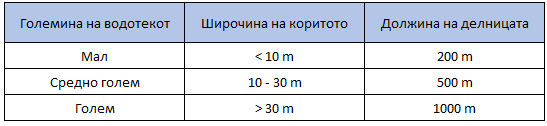 Големина на водотекот Широчина на коритото Должина на делницата
Мал < 10 m 200 m
Средно голем 10 - 30 m 500 m
Голем > 30 m 1000 m